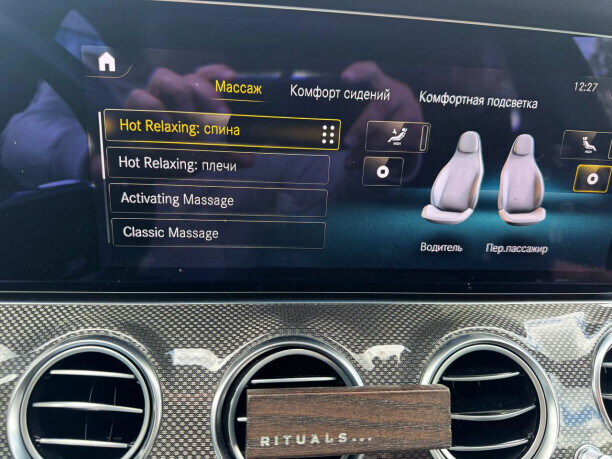 Массаж Комфорт сидений Комфортная подсветка 12:27
Hot Relaxing: спина
Hot Relaxing: плечи
Activating Massage
Classic Massage
Водитель Пер.пассажир
RITUALS...